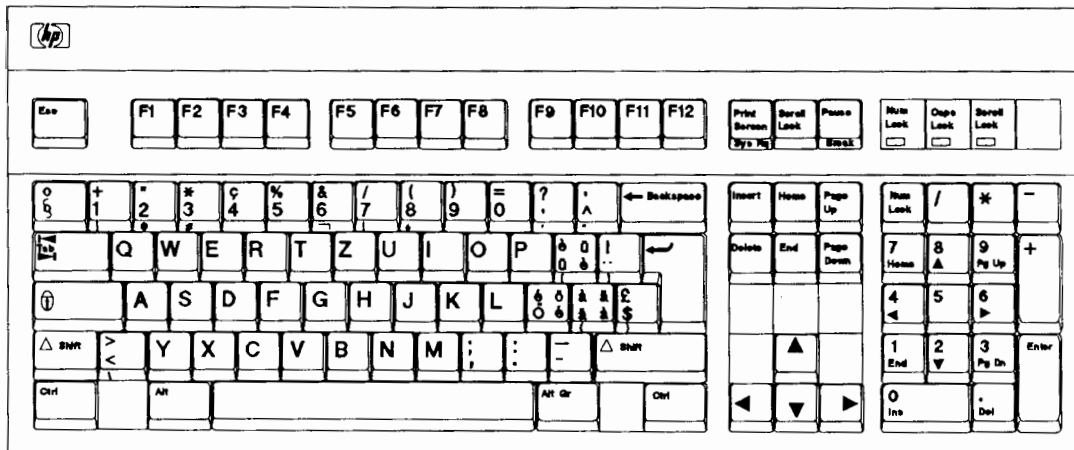 hp
Esc F1 F2 F3 F4 F5 F6 F7 F8 F9 F10 F11 F12 Print Screen Scroll Lock Pause Num Lock Caps Lock Scroll Lock
Sys Rq Break
° + " * ç % & / ( ) = ? ← Backspace Insert Home Page Up Num Lock / * -
§ 1 2 3 4 5 6 7 8 9 0 ' ^
@ # ¬
Tab Q W E R T Z U I O P è ü ! Delete End Page Down 7 8 9 +
ü è ¨ Home ▲ Pg Up
A S D F G H J K L é ö à ä £ 4 5 6
ö é ä à $ ◄ ►
△ Shift > Y X C V B N M ; : _ △ Shift ▲ 1 2 3 Enter
< , . - End ▼ Pg Dn
\
Ctrl Alt Alt Gr Ctrl ◄ ▼ ► 0 .
Ins Del